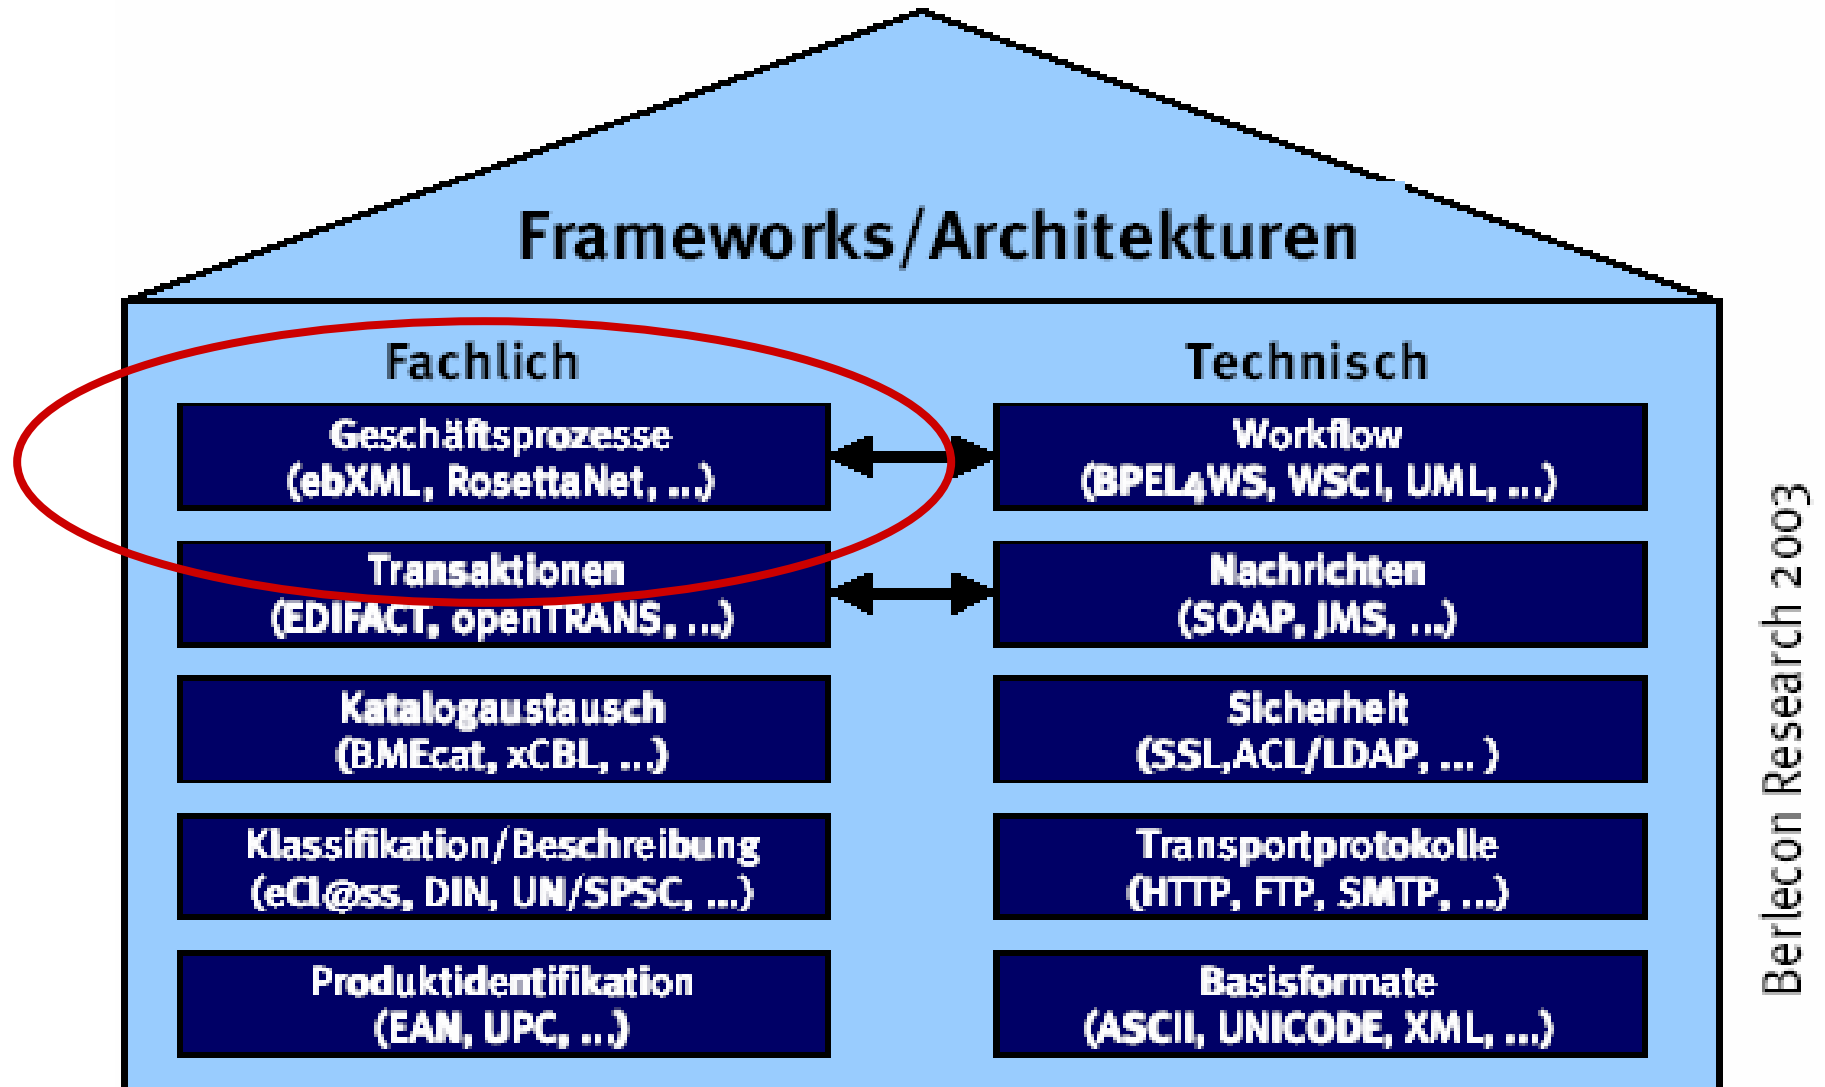 Frameworks/Architekturen
Fachlich
Geschäftsprozesse
(ebXML, RosettaNet, ...)
Transaktionen
(EDIFACT, openTRANS, ...)
Katalogaustausch
(BMEcat, xCBL, ...)
Klassifikation/Beschreibung
(eCl@ss, DIN, UN/SPSC, ...)
Produktidentifikation
(EAN, UPC, ...)
Technisch
Workflow
(BPEL4WS, WSCI, UML, ...)
Nachrichten
(SOAP, JMS, ...)
Sicherheit
(SSL,ACL/LDAP, ... )
Transportprotokolle
(HTTP, FTP, SMTP, ...)
Basisformate
(ASCII, UNICODE, XML, ...)
Berlecon Research 2003